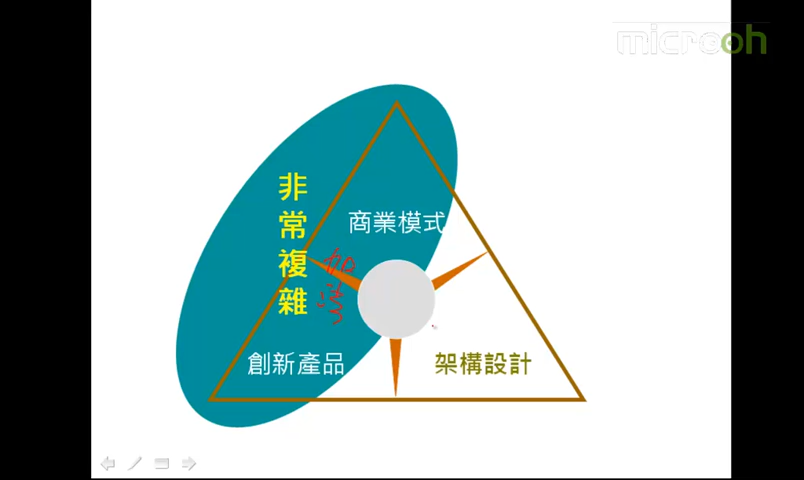 microoh
非常複雜
商業模式
創新產品
架構設計